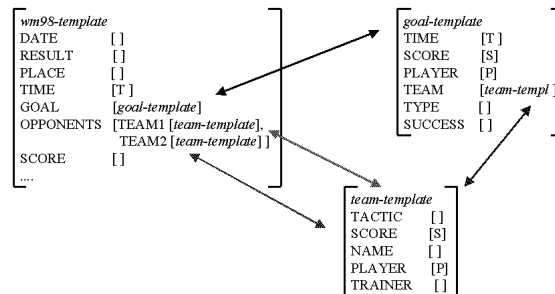 wm98-template
DATE [ ]
RESULT [ ]
PLACE [ ]
TIME [T ]
GOAL [goal-template]
OPPONENTS [TEAM1 [team-template],
TEAM2 [team-template] ]
SCORE [ ]
....
goal-template
TIME [T ]
SCORE [S]
PLAYER [P]
TEAM [team-templ ]
TYPE [ ]
SUCCESS [ ]
team-template
TACTIC [ ]
SCORE [S]
NAME [ ]
PLAYER [P]
TRAINER [ ]